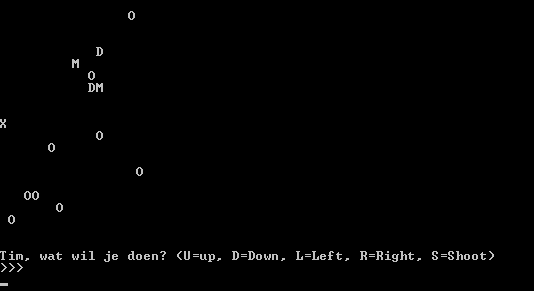 O
D
M
O
DM
X
O
O
O
OO
O
O
Tim, wat wil je doen? (U=up, D=Down, L=Left, R=Right, S=Shoot)
>>>